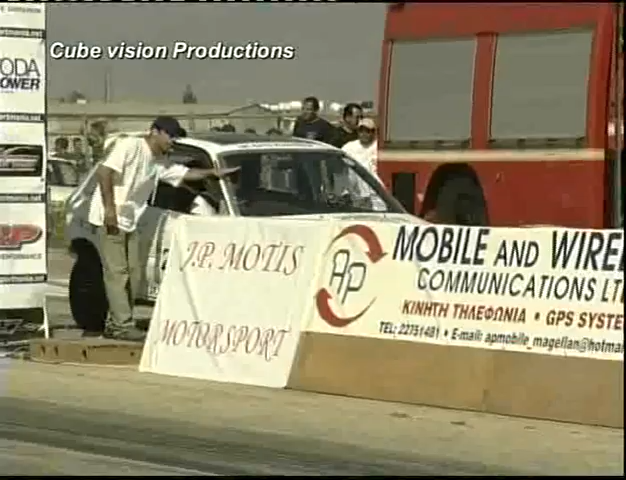 Cube vision Productions
ODA
OWER
J.P. MOTIS
MOTORSPORT
AP
MOBILE AND WIRE
COMMUNICATIONS LT
ΚΙΝΗΤΗ ΤΗΛΕΦΩΝΙΑ • GPS SYSTE
TEL: 22751481 • E-mail: apmobile_magellan@hotma